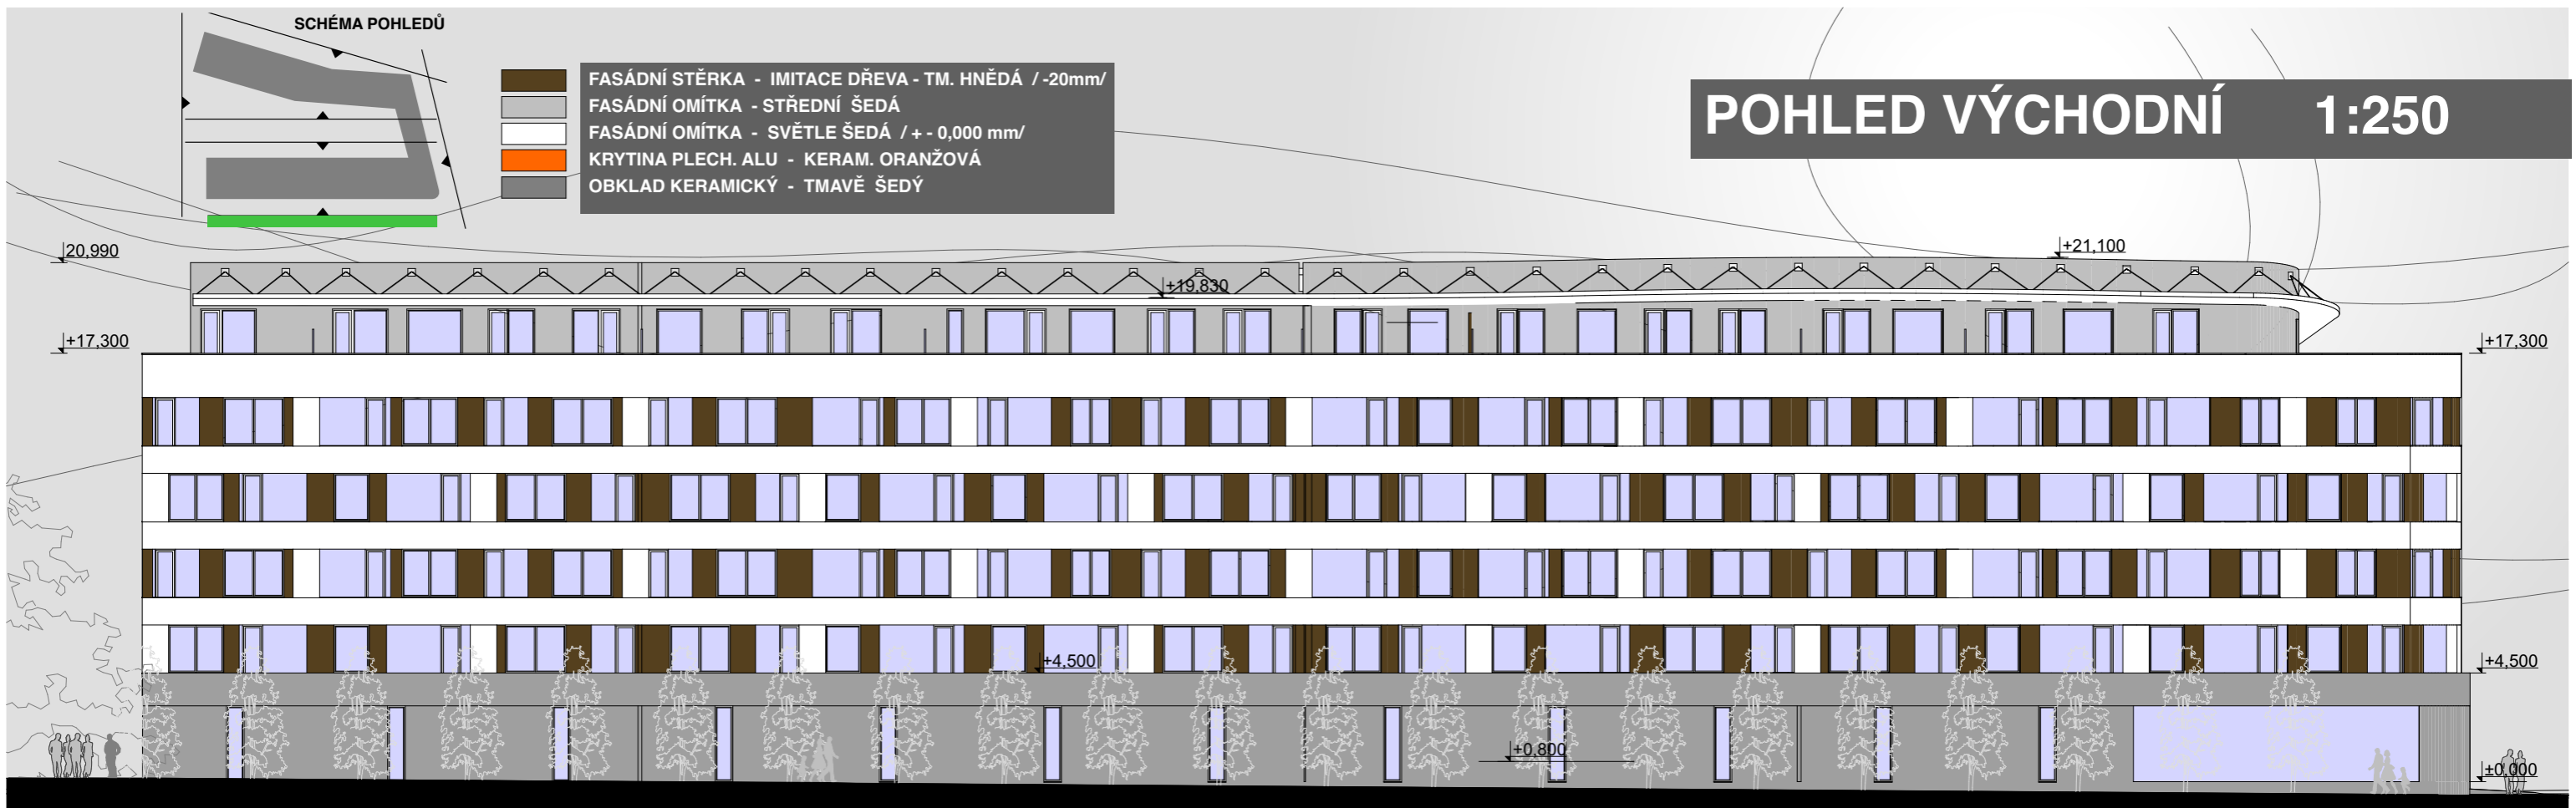 SCHÉMA POHLEDŮ
FASÁDNÍ STĚRKA - IMITACE DŘEVA - TM. HNĚDÁ / -20mm/
FASÁDNÍ OMÍTKA - STŘEDNÍ ŠEDÁ
FASÁDNÍ OMÍTKA - SVĚTLE ŠEDÁ / + - 0,000 mm/
KRYTINA PLECH. ALU - KERAM. ORANŽOVÁ
OBKLAD KERAMICKÝ - TMAVĚ ŠEDÝ
POHLED VÝCHODNÍ 1:250
20,990
+21,100
+19,830
+17,300
+17,300
+4,500
+4,500
+0,800
±0,000